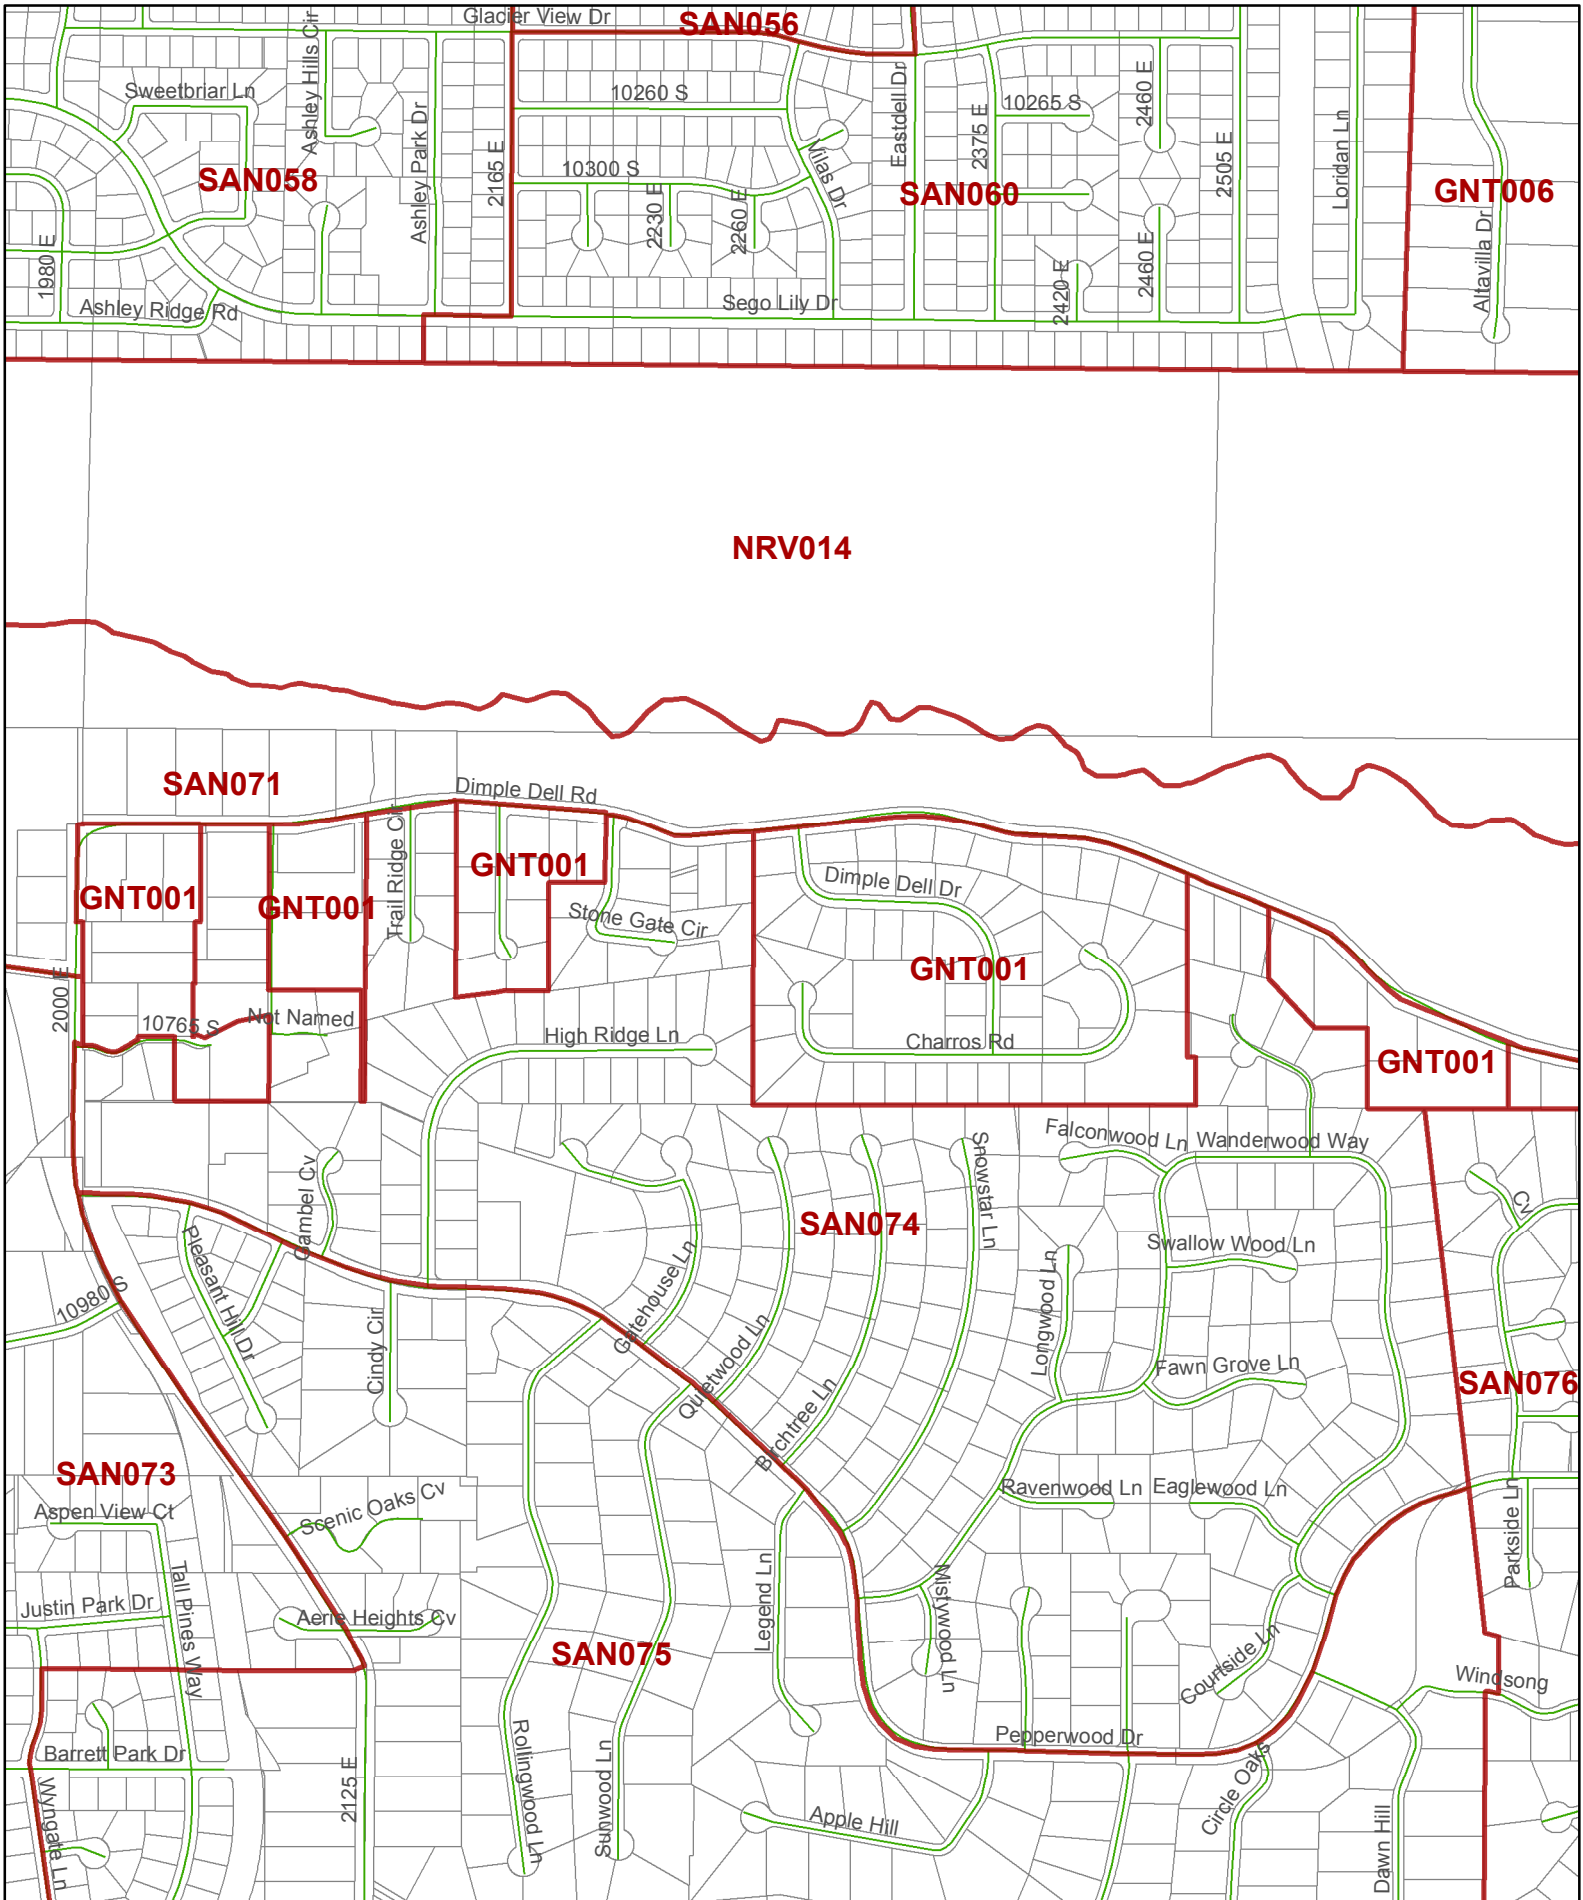 Glacier View Dr
SAN056
Ashley Hills Cir
Sweetbriar Ln
10260 S
Eastdell Dr
10265 S
2460 E
Ashley Park Dr
2375 E
Loridan Ln
2165 E
10300 S
Vilas Dr
2505 E
SAN058
SAN060
GNT006
2230 E
2260 E
1980 E
2420 E
2460 E
Altavilla Dr
Ashley Ridge Rd
Sego Lily Dr
NRV014
SAN071
Dimple Dell Rd
GNT001
GNT001
GNT001
Trail Ridge Cir
Dimple Dell Dr
Stone Gate Cir
GNT001
2000 E
10765 S
Not Named
High Ridge Ln
Charros Rd
GNT001
Falconwood Ln
Wanderwood Way
Snowstar Ln
Gambel Cv
Cv
SAN074
Pleasant Hill Dr
Swallow Wood Ln
10980 S
Gatehouse Ln
Longwood Ln
Cindy Cir
Quietwood Ln
Fawn Grove Ln
SAN076
Birchtree Ln
SAN073
Aspen View Ct
Scenic Oaks Cv
Ravenwood Ln
Eaglewood Ln
Parkside Ln
Tall Pines Way
Legend Ln
Mistywood Ln
Justin Park Dr
Aerie Heights Cv
SAN075
Courtside Ln
Windsong
Barrett Park Dr
Pepperwood Dr
Rollingwood Ln
Sunwood Ln
2125 E
Wyngate Ln
Apple Hill
Circle Oaks
Dawn Hill